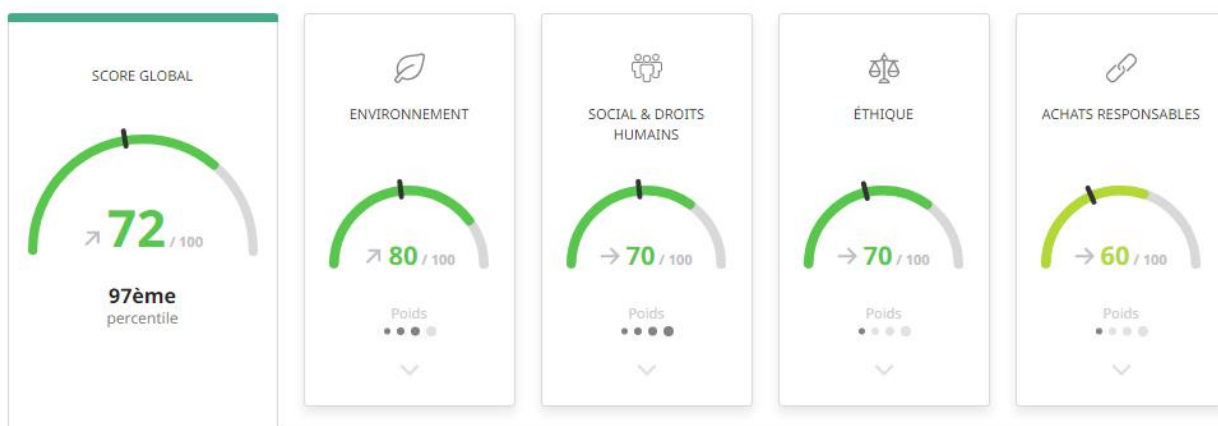 SCORE GLOBAL
72 / 100
97ème
percentile
ENVIRONNEMENT
80 / 100
Poids
SOCIAL & DROITS
HUMAINS
70 / 100
Poids
ÉTHIQUE
70 / 100
Poids
ACHATS RESPONSABLES
60 / 100
Poids